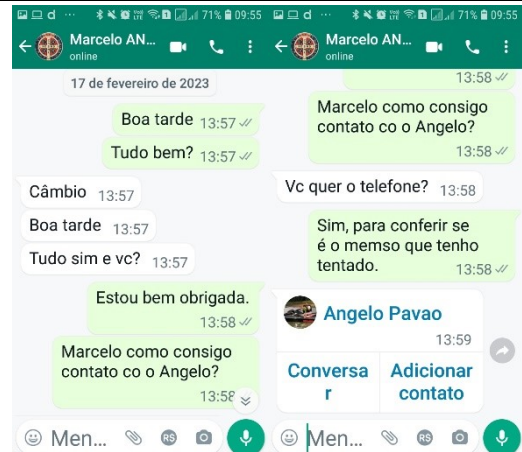 71% 09:55
Marcelo AN...
online
17 de fevereiro de 2023
Boa tarde 13:57
Tudo bem? 13:57
Câmbio 13:57
Boa tarde 13:57
Tudo sim e vc? 13:57
Estou bem obrigada.
13:58
Marcelo como consigo
contato co o Angelo?
13:58
Men...
RS
71% 09:55
Marcelo AN...
online
13:58
Marcelo como consigo
contato co o Angelo?
13:58
Vc quer o telefone? 13:58
Sim, para conferir se
é o memso que tenho
tentado.
13:58
Angelo Pavao
13:59
Conversa
r
Adicionar
contato
Men...
RS